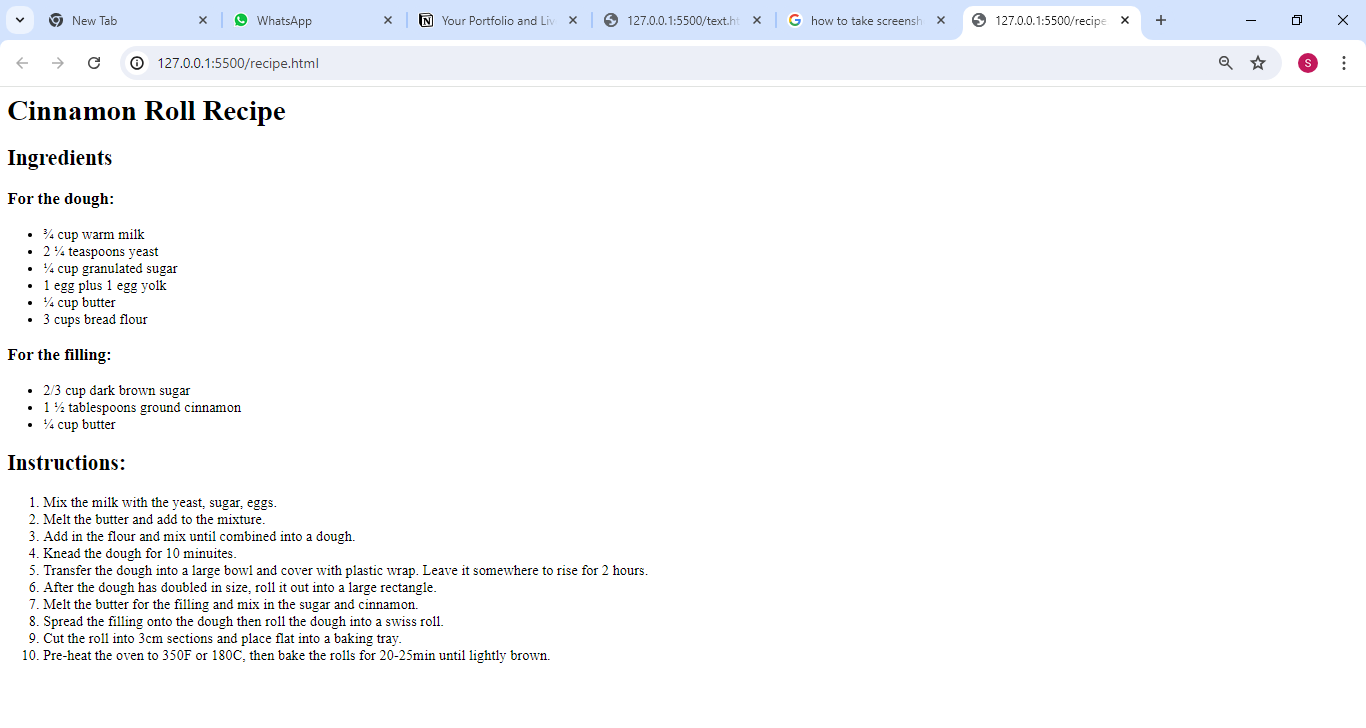 New Tab
WhatsApp
Your Portfolio and Liv
127.0.0.1:5500/text.ht
how to take screensh
127.0.0.1:5500/recipe
127.0.0.1:5500/recipe.html
S
Cinnamon Roll Recipe
Ingredients
For the dough:
• ¾ cup warm milk
• 2 ¼ teaspoons yeast
• ¼ cup granulated sugar
• 1 egg plus 1 egg yolk
• ¼ cup butter
• 3 cups bread flour
For the filling:
• 2/3 cup dark brown sugar
• 1 ½ tablespoons ground cinnamon
• ¼ cup butter
Instructions:
1. Mix the milk with the yeast, sugar, eggs.
2. Melt the butter and add to the mixture.
3. Add in the flour and mix until combined into a dough.
4. Knead the dough for 10 minuites.
5. Transfer the dough into a large bowl and cover with plastic wrap. Leave it somewhere to rise for 2 hours.
6. After the dough has doubled in size, roll it out into a large rectangle.
7. Melt the butter for the filling and mix in the sugar and cinnamon.
8. Spread the filling onto the dough then roll the dough into a swiss roll.
9. Cut the roll into 3cm sections and place flat into a baking tray.
10. Pre-heat the oven to 350F or 180C, then bake the rolls for 20-25min until lightly brown.